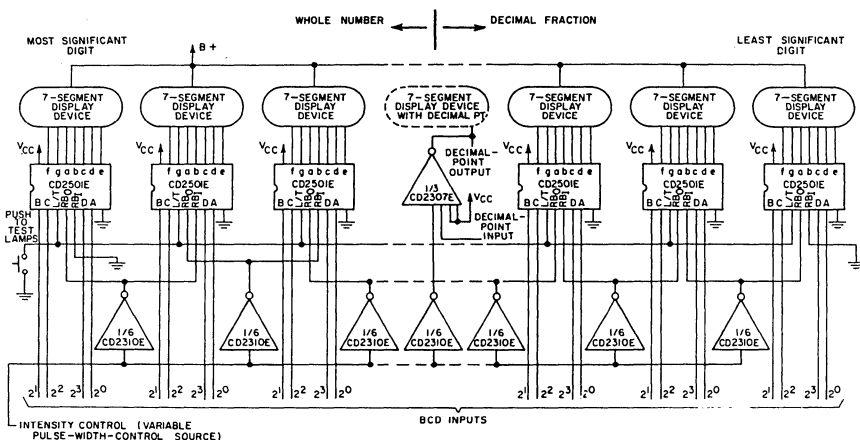 WHOLE NUMBER
DECIMAL FRACTION
MOST SIGNIFICANT
DIGIT
B+
LEAST SIGNIFICANT
DIGIT
7-SEGMENT
DISPLAY
DEVICE
7-SEGMENT
DISPLAY
DEVICE
7-SEGMENT
DISPLAY
DEVICE
7-SEGMENT
DISPLAY DEVICE
WITH DECIMAL PT.
7-SEGMENT
DISPLAY
DEVICE
7-SEGMENT
DISPLAY
DEVICE
7-SEGMENT
DISPLAY
DEVICE
VCC
f g a b c d e
CD2501E
B C L/T RBO RBI D A
VCC
f g a b c d e
CD2501E
B C L/T RBO RBI D A
VCC
f g a b c d e
CD2501E
B C L/T RBO RBI D A
DECIMAL-
POINT
OUTPUT
1/3
CD2307E
VCC
DECIMAL-
POINT
INPUT
VCC
f g a b c d e
CD2501E
B C L/T RBO RBI D A
VCC
f g a b c d e
CD2501E
B C L/T RBO RBI D A
VCC
f g a b c d e
CD2501E
B C L/T RBO RBI D A
PUSH
TO
TEST
LAMPS
1/6
CD2310E
1/6
CD2310E
1/6
CD2310E
1/6
CD2310E
1/6
CD2310E
1/6
CD2310E
1/6
CD2310E
2¹ 2² 2³ 2⁰
2¹ 2² 2³ 2⁰
2¹ 2² 2³ 2⁰
2¹ 2² 2³ 2⁰
2¹ 2² 2³ 2⁰
2¹ 2² 2³ 2⁰
BCD INPUTS
INTENSITY CONTROL (VARIABLE
PULSE-WIDTH-CONTROL SOURCE)